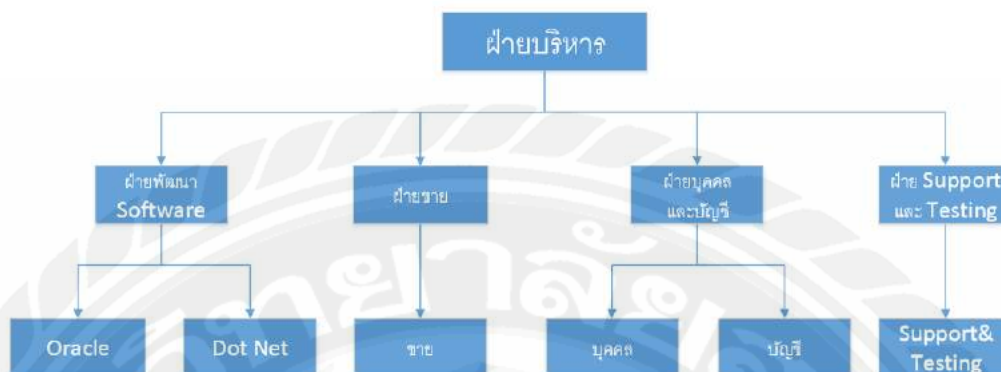 ฝ่ายบริหาร
ฝ่ายพัฒนา
Software
ฝ่ายขาย
ฝ่ายบุคคล
และบัญชี
ฝ่าย Support
และ Testing
Oracle
Dot Net
ขาย
บุคคล
บัญชี
Support&
Testing